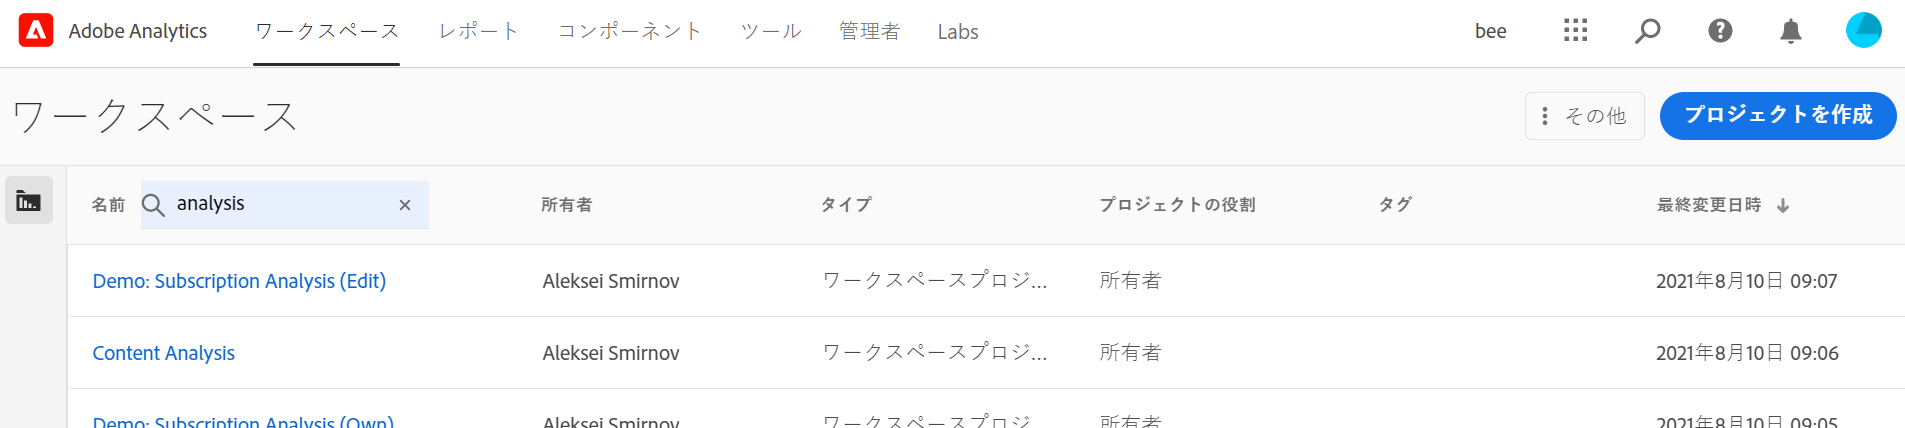 Adobe Analytics ワークスペース レポート コンポーネント ツール 管理者 Labs bee
ワークスペース その他 プロジェクトを作成
名前 analysis 所有者 タイプ プロジェクトの役割 タグ 最終変更日時
Demo: Subscription Analysis (Edit) Aleksei Smirnov ワークスペースプロジ... 所有者 2021年8月10日 09:07
Content Analysis Aleksei Smirnov ワークスペースプロジ... 所有者 2021年8月10日 09:06
Demo: Subscription Analysis (Own) Aleksei Smirnov ワークスペースプロジ 所有者 2021年8月10日 09:05